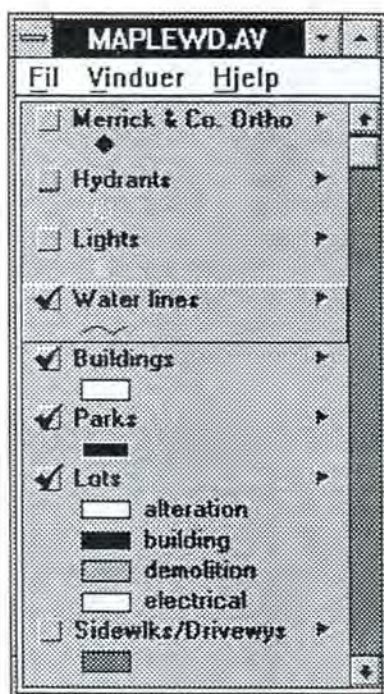 MAPLEWD.AV
Fil Vinduer Hjelp
Merrick & Co. Ortho
Hydrants
Lights
Water lines
Buildings
Parks
Lots
alteration
building
demolition
electrical
Sidewlks/Drivewys